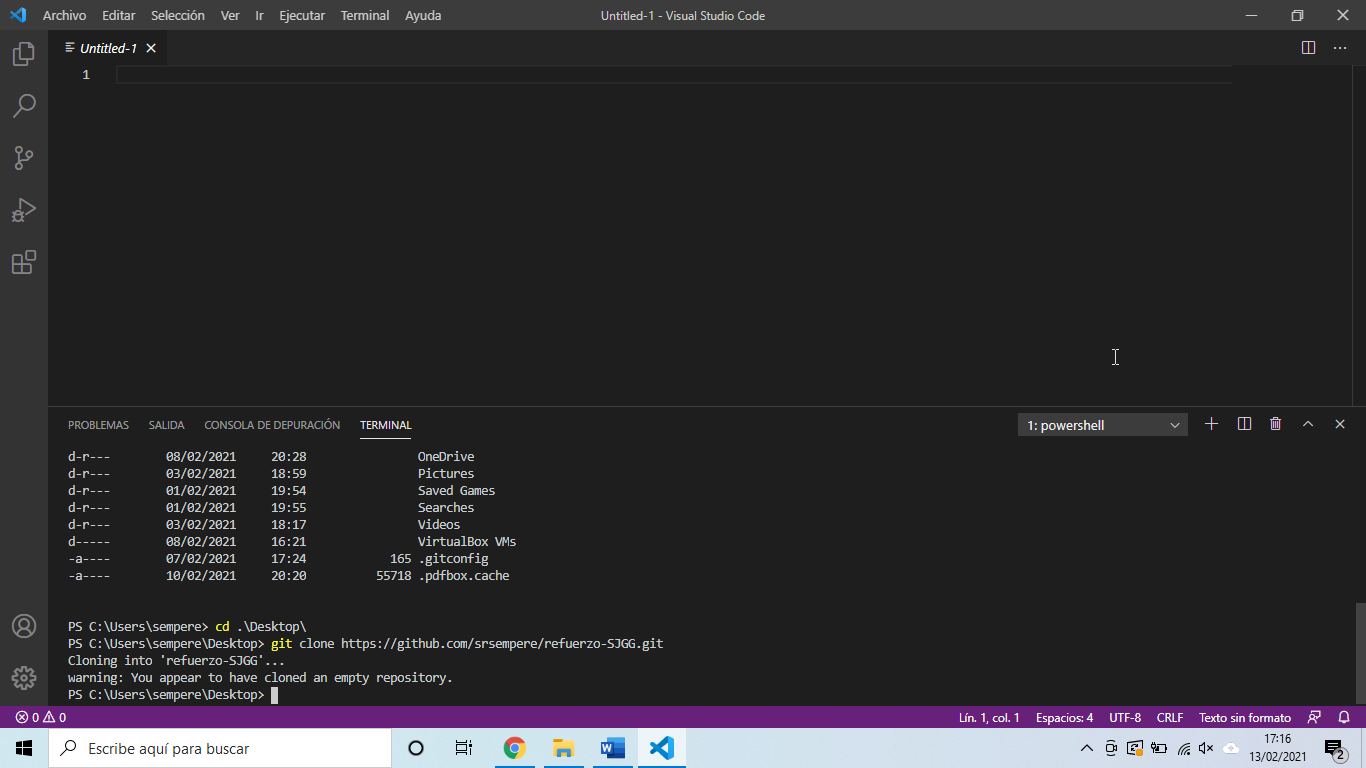 Archivo Editar Selección Ver Ir Ejecutar Terminal Ayuda Untitled-1 - Visual Studio Code
Untitled-1
1
PROBLEMAS SALIDA CONSOLA DE DEPURACIÓN TERMINAL 1: powershell
d-r--- 08/02/2021 20:28 OneDrive
d-r--- 03/02/2021 18:59 Pictures
d-r--- 01/02/2021 19:54 Saved Games
d-r--- 01/02/2021 19:55 Searches
d-r--- 03/02/2021 18:17 Videos
d----- 08/02/2021 16:21 VirtualBox VMs
-a---- 07/02/2021 17:24 165 .gitconfig
-a---- 10/02/2021 20:20 55718 .pdfbox.cache
PS C:\Users\sempere> cd .\Desktop\
PS C:\Users\sempere\Desktop> git clone https://github.com/srsempere/refuerzo-SJGG.git
Cloning into 'refuerzo-SJGG'...
warning: You appear to have cloned an empty repository.
PS C:\Users\sempere\Desktop>
0 0 Lín. 1, col. 1 Espacios: 4 UTF-8 CRLF Texto sin formato
Escribe aquí para buscar
17:16
13/02/2021
2